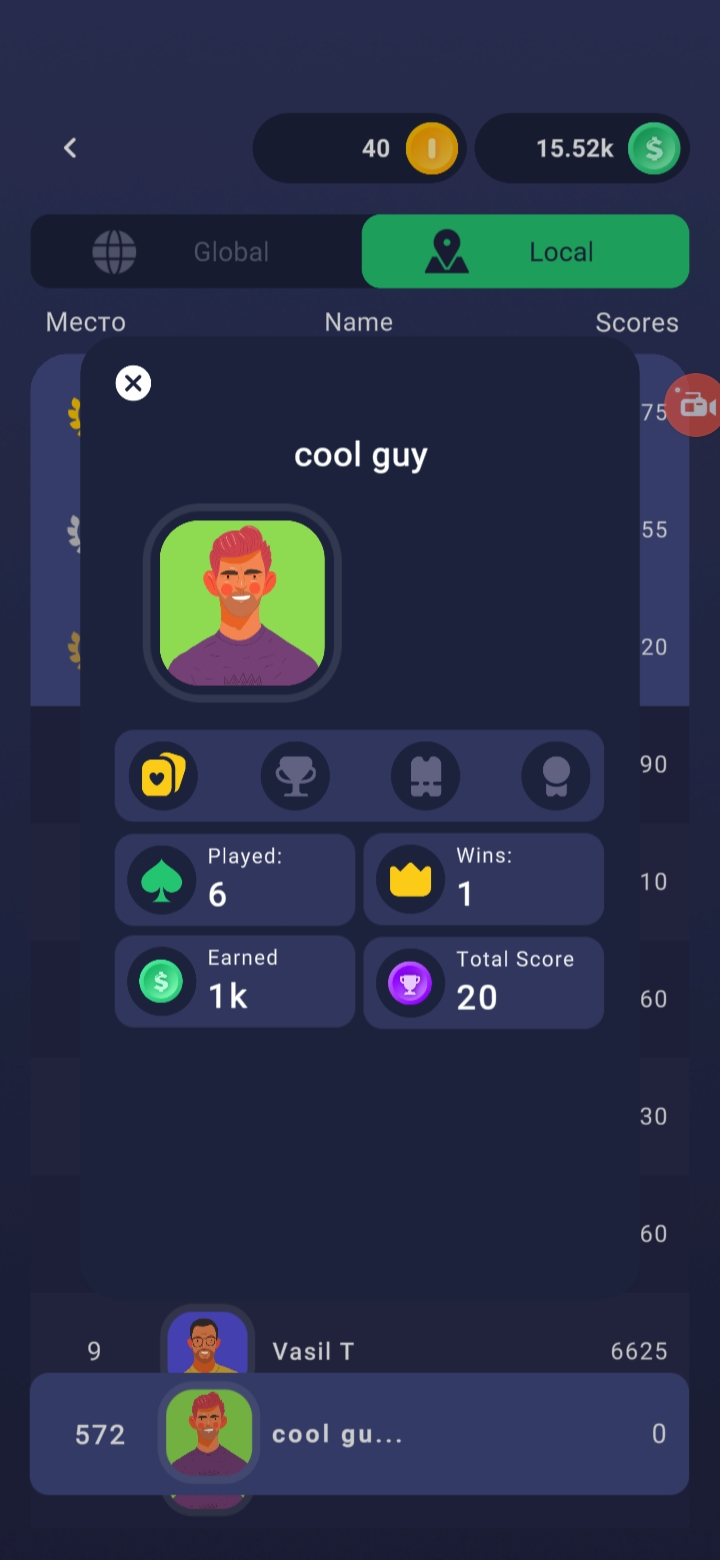 40
15.52k
Global
Local
Место
Name
Scores
75
cool guy
55
20
90
Played:
6
Wins:
1
10
Earned
1k
Total Score
20
60
30
60
9
Vasil T
6625
572
cool gu...
0